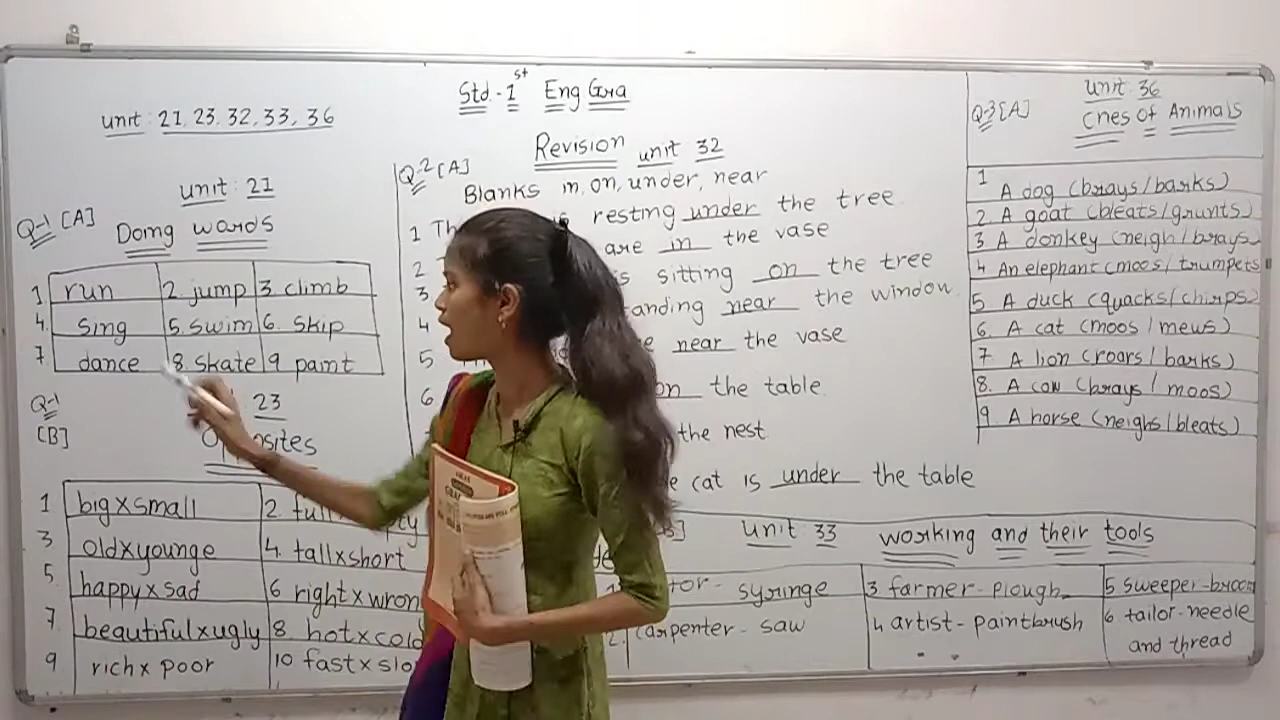 Std - 1st Eng Gra
unit : 21, 23, 32, 33, 36
Revision
unit : 21
Q-1 [A]
Doing words
1 run 2. jump 3. climb
4. sing 5. swim 6. skip
7 dance 8. skate 9 paint
Q-1 [B]
23
1 big x small 2. full
3 old x younge 4. tall x short
5. happy x sad 6 right x wron
7. beautiful x ugly 8. hot x cold
9 rich x poor 10 fast x slo
Q-2 [A]
unit 32
Blanks in, on, under, near
1 resting under the tree
2 are in the vase
3 is sitting on the tree
4 anding near the window
5 near the vase
6 on the table
the nest
cat is under the table
unit 33 working and their tools
syringe
2. carpenter - saw
3 farmer - plough
4 artist - paintbrush
5 sweeper - broom
6 tailor - needle
and thread
Q-3 [A]
unit 36
Cries of Animals
1 A dog (brays/barks)
2. A goat (bleats/grunts)
3 A donkey (neigh/brays)
4 An elephant (moos/trumpets
5 A duck (quacks/chirps)
6 A cat (moos/mews)
7 A lion (roars/barks)
8. A cow (brays/moos)
9 A horse (neighs/bleats)